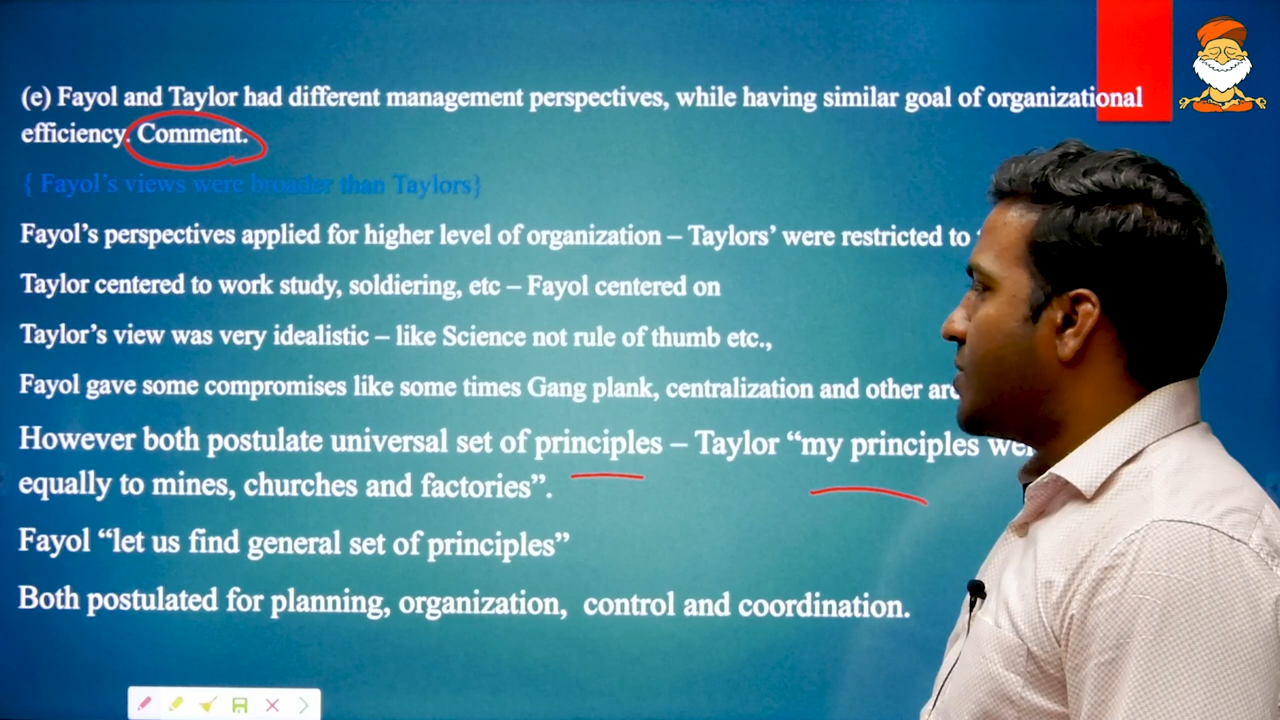 (e) Fayol and Taylor had different management perspectives, while having similar goal of organizational
efficiency. Comment.
{ Fayol’s views were broader than Taylors}
Fayol’s perspectives applied for higher level of organization – Taylors’ were restricted to
Taylor centered to work study, soldiering, etc – Fayol centered on
Taylor’s view was very idealistic – like Science not rule of thumb etc.,
Fayol gave some compromises like some times Gang plank, centralization and other
However both postulate universal set of principles – Taylor “my principles
equally to mines, churches and factories”.
Fayol “let us find general set of principles”
Both postulated for planning, organization, control and coordination.